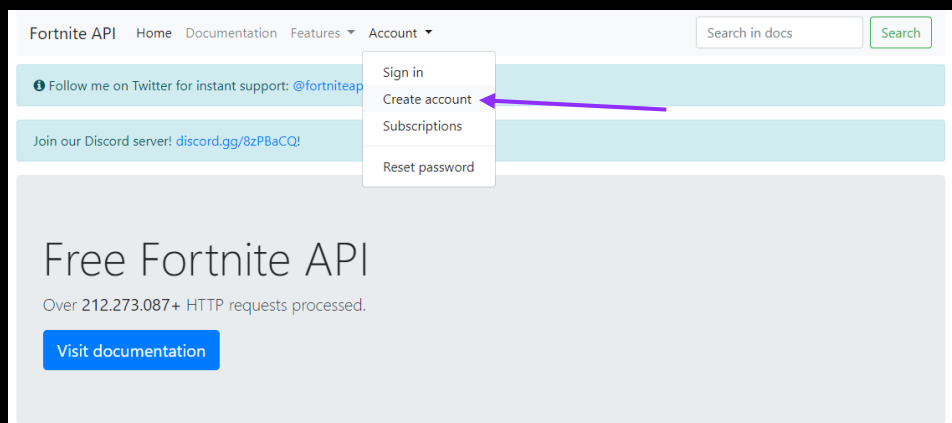 Fortnite API Home Documentation Features Account Search in docs Search
Sign in
Create account
Subscriptions
Reset password
Follow me on Twitter for instant support: @fortniteap
Join our Discord server! discord.gg/8zPBaCQ!
Free Fortnite API
Over 212.273.087+ HTTP requests processed.
Visit documentation